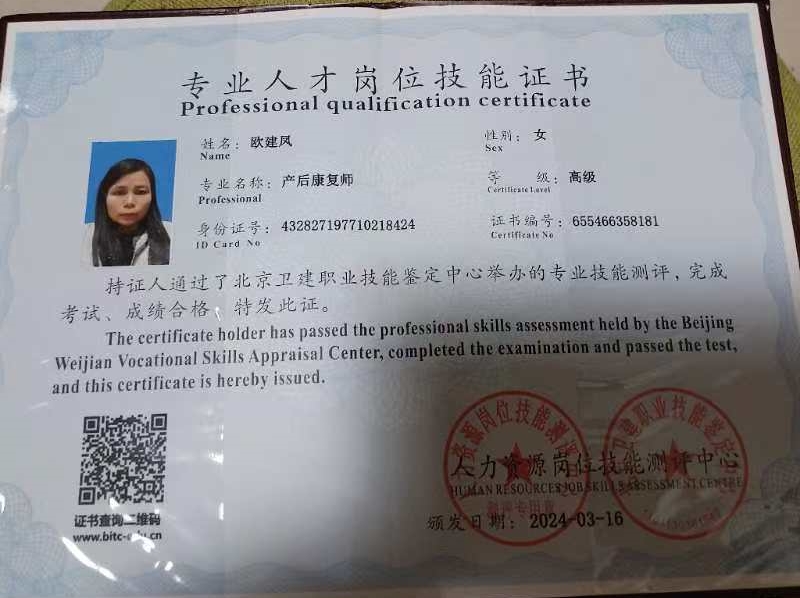 专业人才岗位技能证书
Professional qualification certificate
姓名：欧建凤
Name
性别：女
Sex
专业名称：产后康复师
Professional
等 级：高级
Certificate Level
身份证号：432827197710218424
ID Card No
证书编号：655466358181
Certificate No
持证人通过了北京卫建职业技能鉴定中心举办的专业技能测评，完成
考试、成绩合格，特发此证。
The certificate holder has passed the professional skills assessment held by the Beijing
Weijian Vocational Skills Appraisal Center, completed the examination and passed the test,
and this certificate is hereby issued.
人力资源岗位技能测评中心
HUMAN RESOURCES JOB SKILLS ASSESSMENT CENTRE
颁发日期：2024-03-16
证书查询二维码